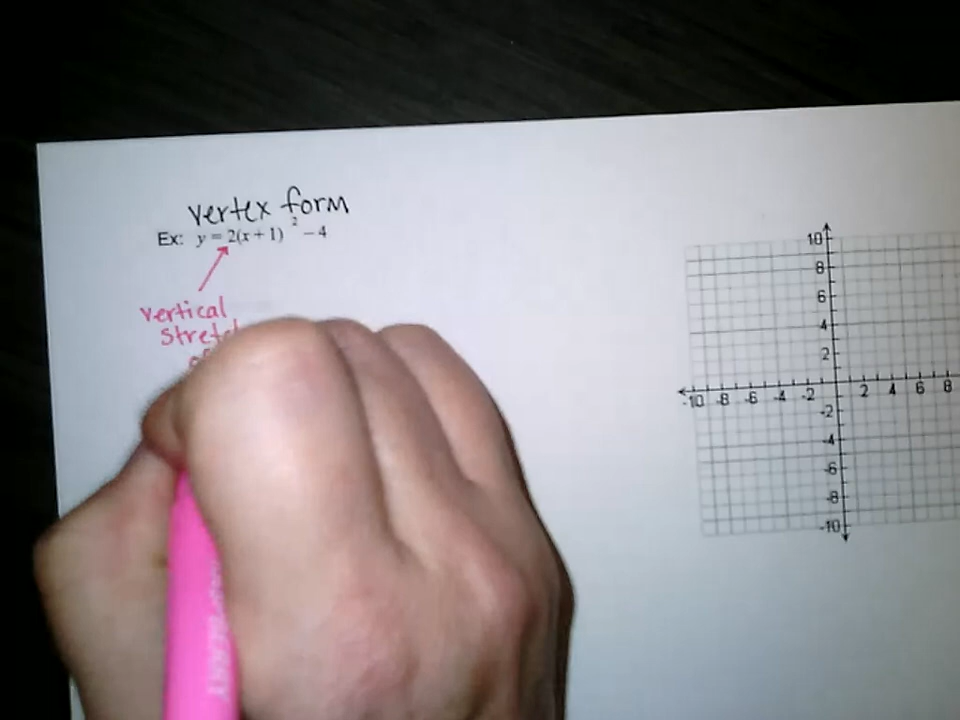 vertex form
Ex: y = 2(x + 1)² – 4
vertical
10
8
6
4
2
-10 -8 -6 -4 -2 2 4 6 8
-2
-4
-6
-8
-10